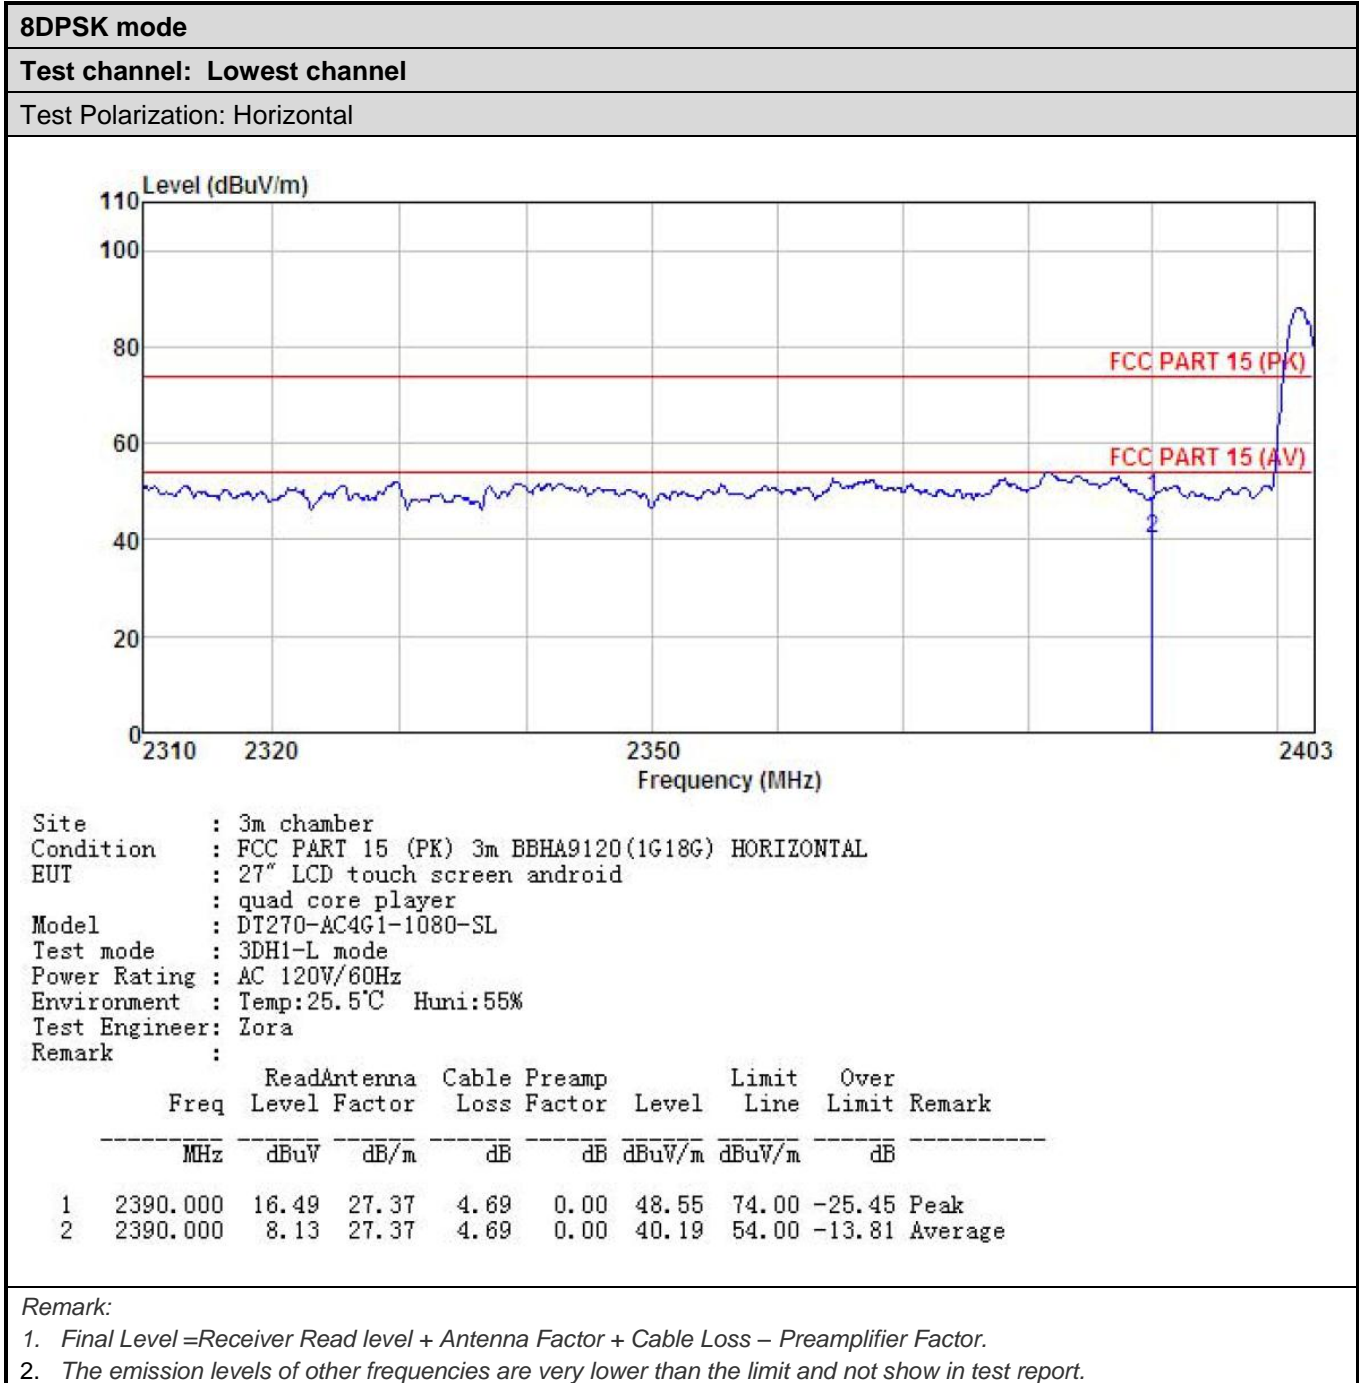 8DPSK mode
Test channel: Lowest channel
Test Polarization: Horizontal
Level (dBuV/m)
110
100
80
FCC PART 15 (PK)
60
FCC PART 15 (AV)
2
40
20
0
2310 2320 2350 2403
Frequency (MHz)
Site : 3m chamber
Condition : FCC PART 15 (PK) 3m BBHA9120(1G18G) HORIZONTAL
EUT : 27″ LCD touch screen android
: quad core player
Model : DT270-AC4G1-1080-SL
Test mode : 3DH1-L mode
Power Rating : AC 120V/60Hz
Environment : Temp:25.5℃ Huni:55%
Test Engineer: Zora
Remark :
ReadAntenna Cable Preamp Limit Over
Freq Level Factor Loss Factor Level Line Limit Remark
MHz dBuV dB/m dB dB dBuV/m dBuV/m dB
1 2390.000 16.49 27.37 4.69 0.00 48.55 74.00 -25.45 Peak
2 2390.000 8.13 27.37 4.69 0.00 40.19 54.00 -13.81 Average
Remark:
1. Final Level =Receiver Read level + Antenna Factor + Cable Loss – Preamplifier Factor.
2. The emission levels of other frequencies are very lower than the limit and not show in test report.